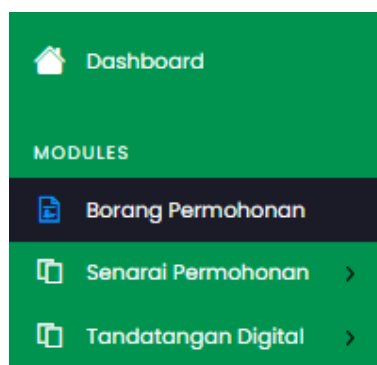 Dashboard
MODULES
Borang Permohonan
Senarai Permohonan
Tandatangan Digital